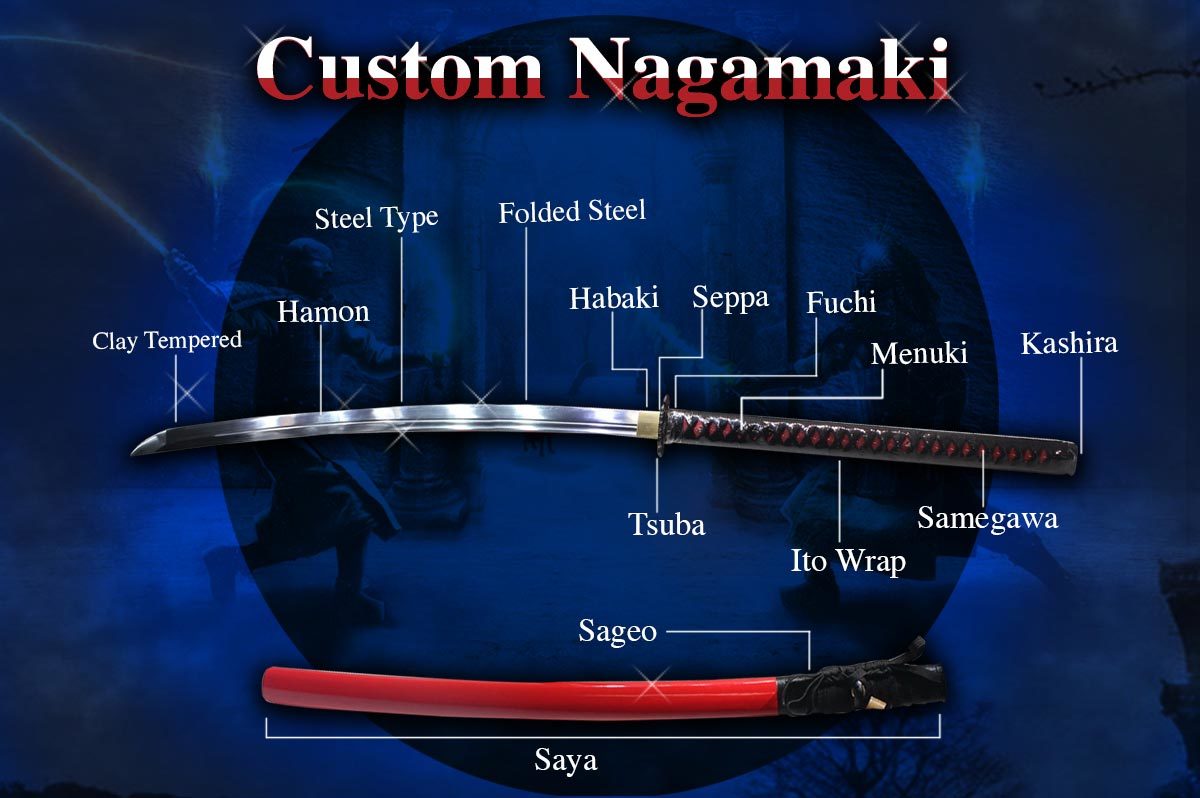 Custom Nagamaki
Steel Type
Folded Steel
Habaki
Seppa
Fuchi
Hamon
Clay Tempered
Menuki
Kashira
Tsuba
Samegawa
Ito Wrap
Sageo
Saya